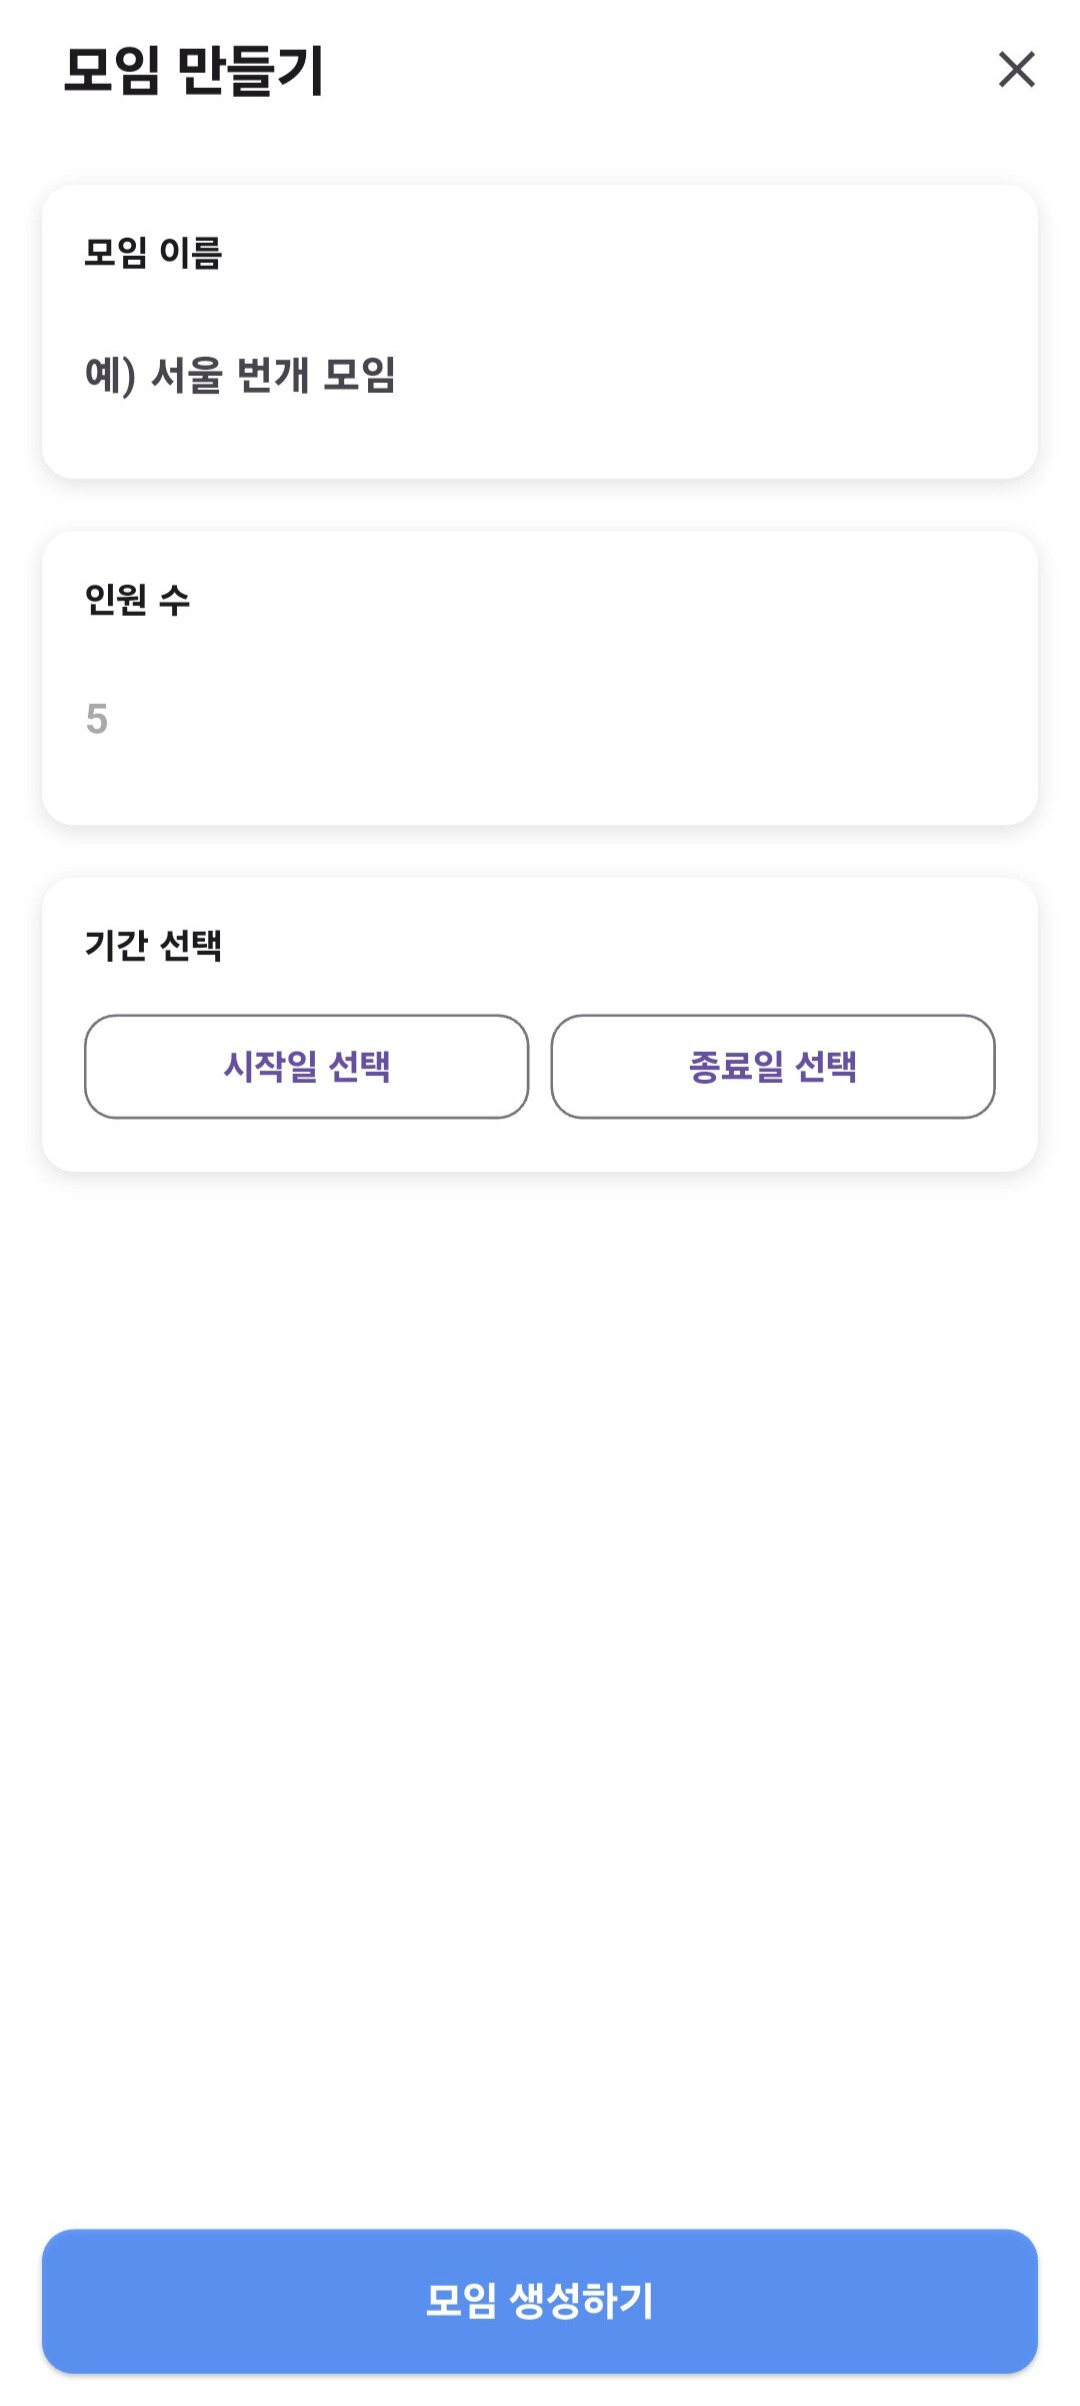 모임 만들기
모임 이름
예) 서울 번개 모임
인원 수
5
기간 선택
시작일 선택 종료일 선택
모임 생성하기